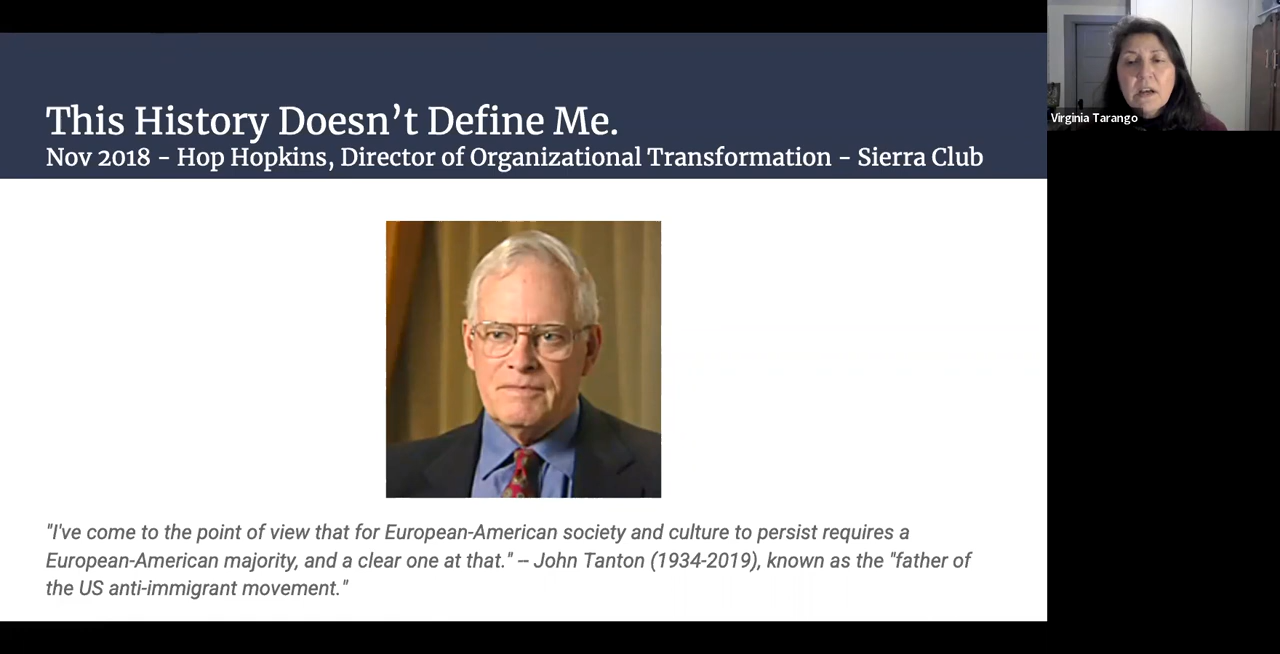 This History Doesn’t Define Me.
Nov 2018 - Hop Hopkins, Director of Organizational Transformation - Sierra Club
Virginia Tarango
"I've come to the point of view that for European-American society and culture to persist requires a
European-American majority, and a clear one at that." -- John Tanton (1934-2019), known as the "father of
the US anti-immigrant movement."